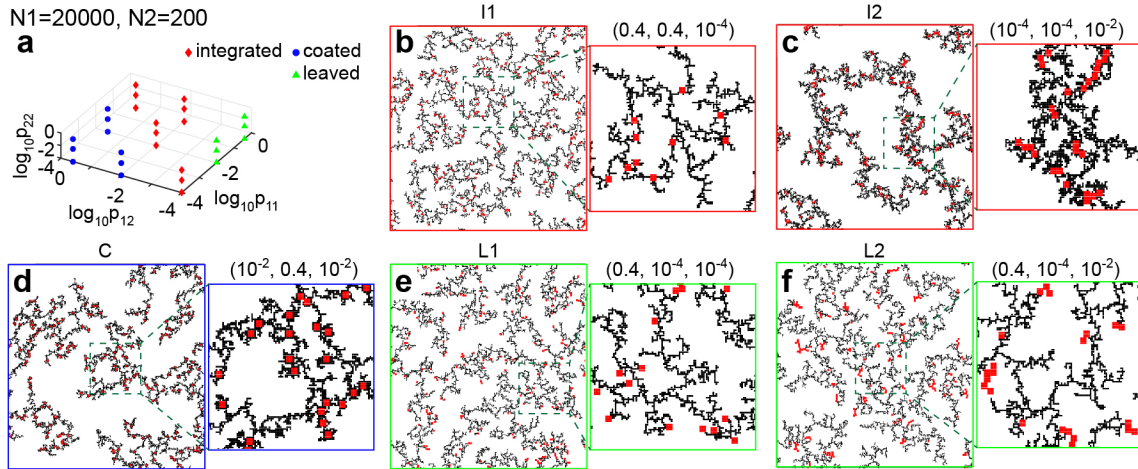 N1=20000, N2=200
a
integrated
coated
leaved
log10p22
0
-2
-4
0
-2
-4
log10p12
-4
-2
0
log10p11
I1
b
(0.4, 0.4, 10^-4)
I2
c
(10^-4, 10^-4, 10^-2)
C
d
(10^-2, 0.4, 10^-2)
L1
e
(0.4, 10^-4, 10^-4)
L2
f
(0.4, 10^-4, 10^-2)